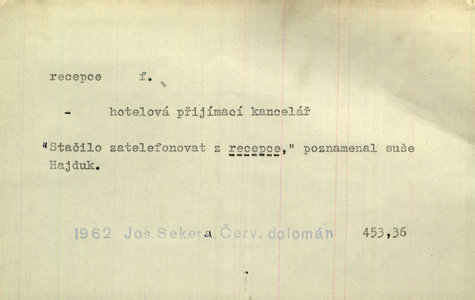 recepce f.
- hotelová přijímací kancelář
"Stačilo zatelefonovat z recepce," poznamenal suše
Hajduk.
1962 Jos. Sekera, Červ. dolomán 453,36